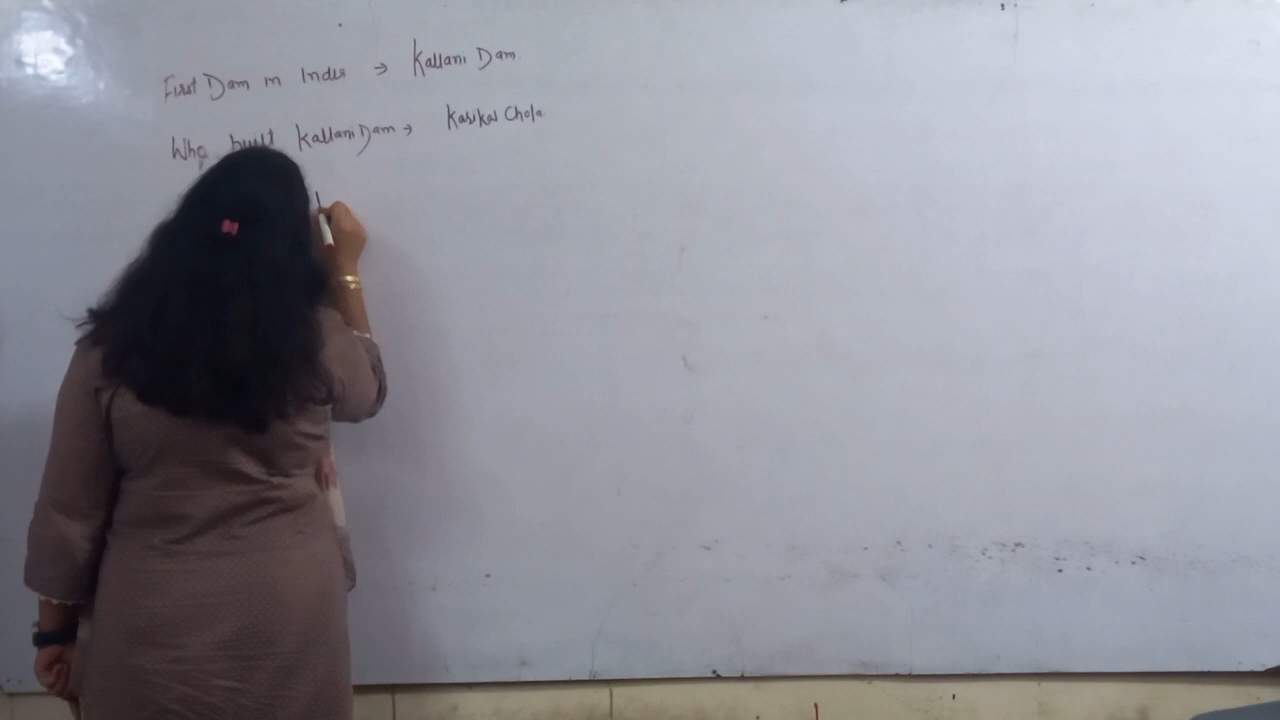 First Dam in India → Kallani Dam.
Who built Kallani Dam → Karikal Chola